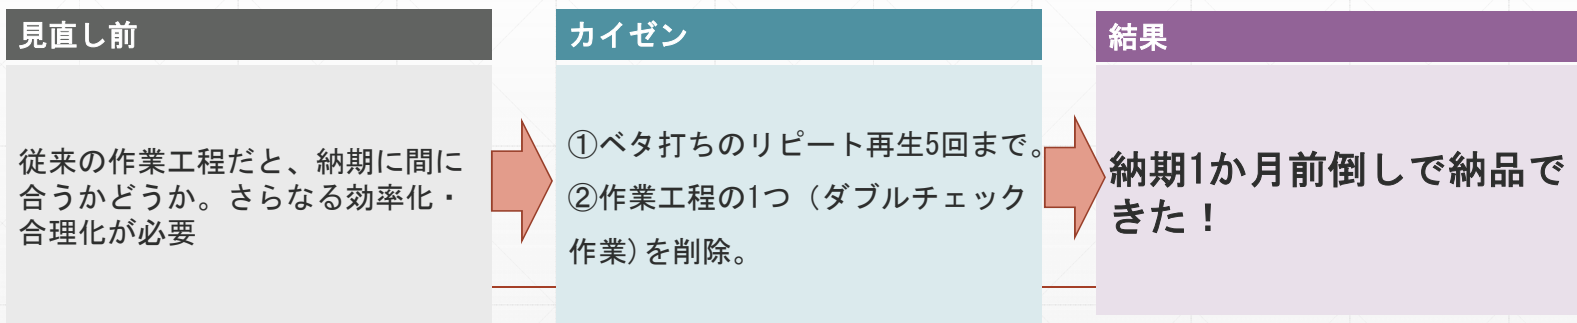 見直し前
従来の作業工程だと、納期に間に
合うかどうか。さらなる効率化・
合理化が必要
カイゼン
①ベタ打ちのリピート再生5回まで。
②作業工程の1つ（ダブルチェック
作業)を削除。
結果
納期1か月前倒しで納品で
きた！